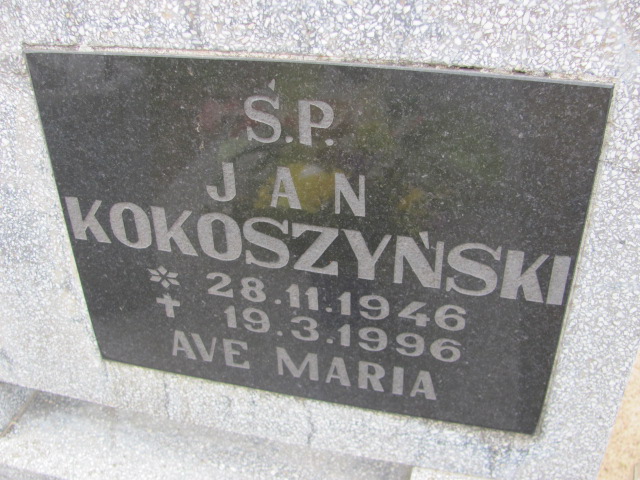 Ś.P.
JAN
KOKOSZYŃSKI
* 28.11.1946
✝ 19.3.1996
AVE MARIA